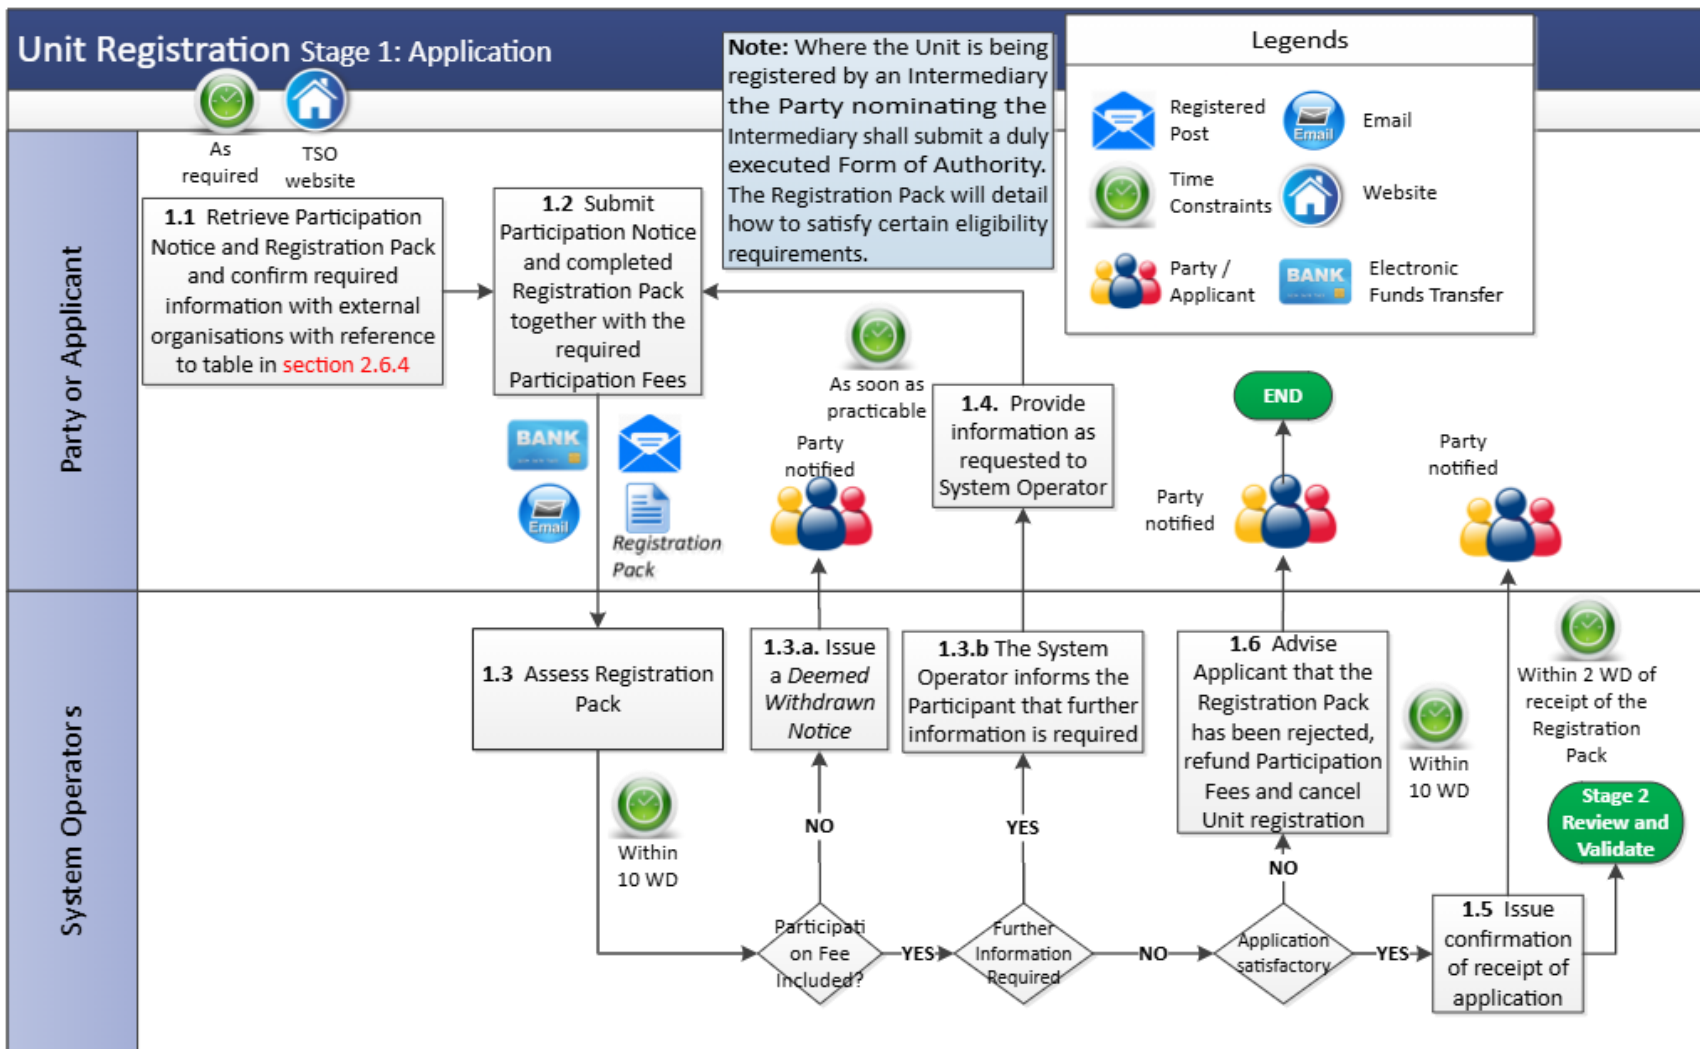 Unit Registration Stage 1: Application
Note: Where the Unit is being
registered by an Intermediary
the Party nominating the
Intermediary shall submit a duly
executed Form of Authority.
The Registration Pack will detail
how to satisfy certain eligibility
requirements.
Legends
Registered
Post
Email
Email
Time
Constraints
Website
Party /
Applicant
BANK
Electronic
Funds Transfer
Party or Applicant
As
required
TSO
website
1.1 Retrieve Participation
Notice and Registration Pack
and confirm required
information with external
organisations with reference
to table in section 2.6.4
1.2 Submit
Participation Notice
and completed
Registration Pack
together with the
required
Participation Fees
BANK
Email
Registration
Pack
As soon as
practicable
Party
notified
1.4. Provide
information as
requested to
System Operator
END
Party
notified
Party
notified
System Operators
1.3 Assess Registration
Pack
Within
10 WD
1.3.a. Issue
a Deemed
Withdrawn
Notice
1.3.b The System
Operator informs the
Participant that further
information is required
1.6 Advise
Applicant that the
Registration Pack
has been rejected,
refund Participation
Fees and cancel
Unit registration
Within
10 WD
Within 2 WD of
receipt of the
Registration
Pack
Stage 2
Review and
Validate
NO
YES
NO
Participati
on Fee
Included?
YES
Further
Information
Required
NO
Application
satisfactory
YES
1.5 Issue
confirmation
of receipt of
application